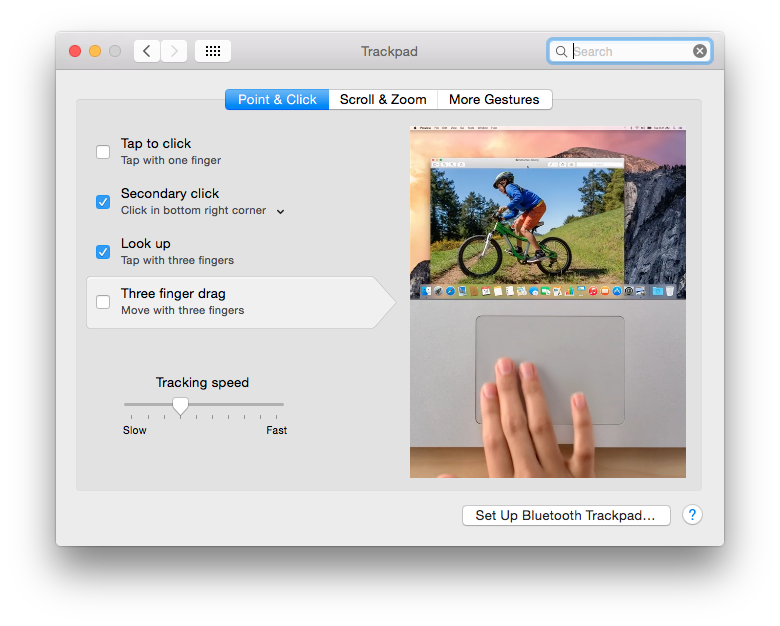 Trackpad
Search
Point & Click
Scroll & Zoom
More Gestures
Tap to click
Tap with one finger
Secondary click
Click in bottom right corner
Look up
Tap with three fingers
Three finger drag
Move with three fingers
Tracking speed
Slow
Fast
Set Up Bluetooth Trackpad...
?